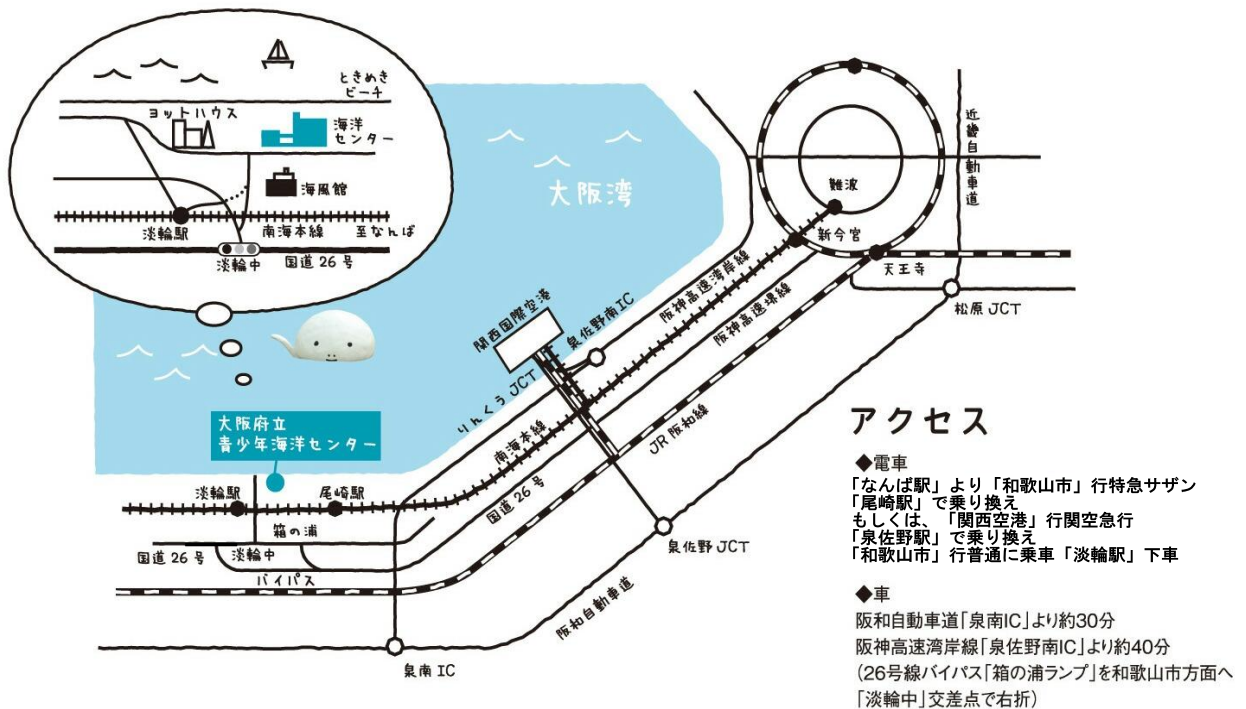 ときめき
ビーチ
ヨットハウス
海洋
センター
海風館
淡輪駅
南海本線
至なんば
淡輪中
国道26号
大阪湾
近畿自動車道
難波
新今宮
天王寺
松原JCT
阪神高速湾岸線
阪神高速堺線
関西国際空港
泉佐野南IC
りんくうJCT
南海本線
JR阪和線
国道26号
大阪府立
青少年海洋センター
淡輪駅
尾崎駅
箱の浦
国道26号
淡輪中
バイパス
泉佐野JCT
阪和自動車道
泉南IC
アクセス
◆電車
「なんば駅」より「和歌山市」行特急サザン
「尾崎駅」で乗り換え
もしくは、「関西空港」行関空急行
「泉佐野駅」で乗り換え
「和歌山市」行普通に乗車「淡輪駅」下車
◆車
阪和自動車道「泉南IC」より約30分
阪神高速湾岸線「泉佐野南IC」より約40分
(26号線バイパス「箱の浦ランプ」を和歌山市方面へ
「淡輪中」交差点で右折)